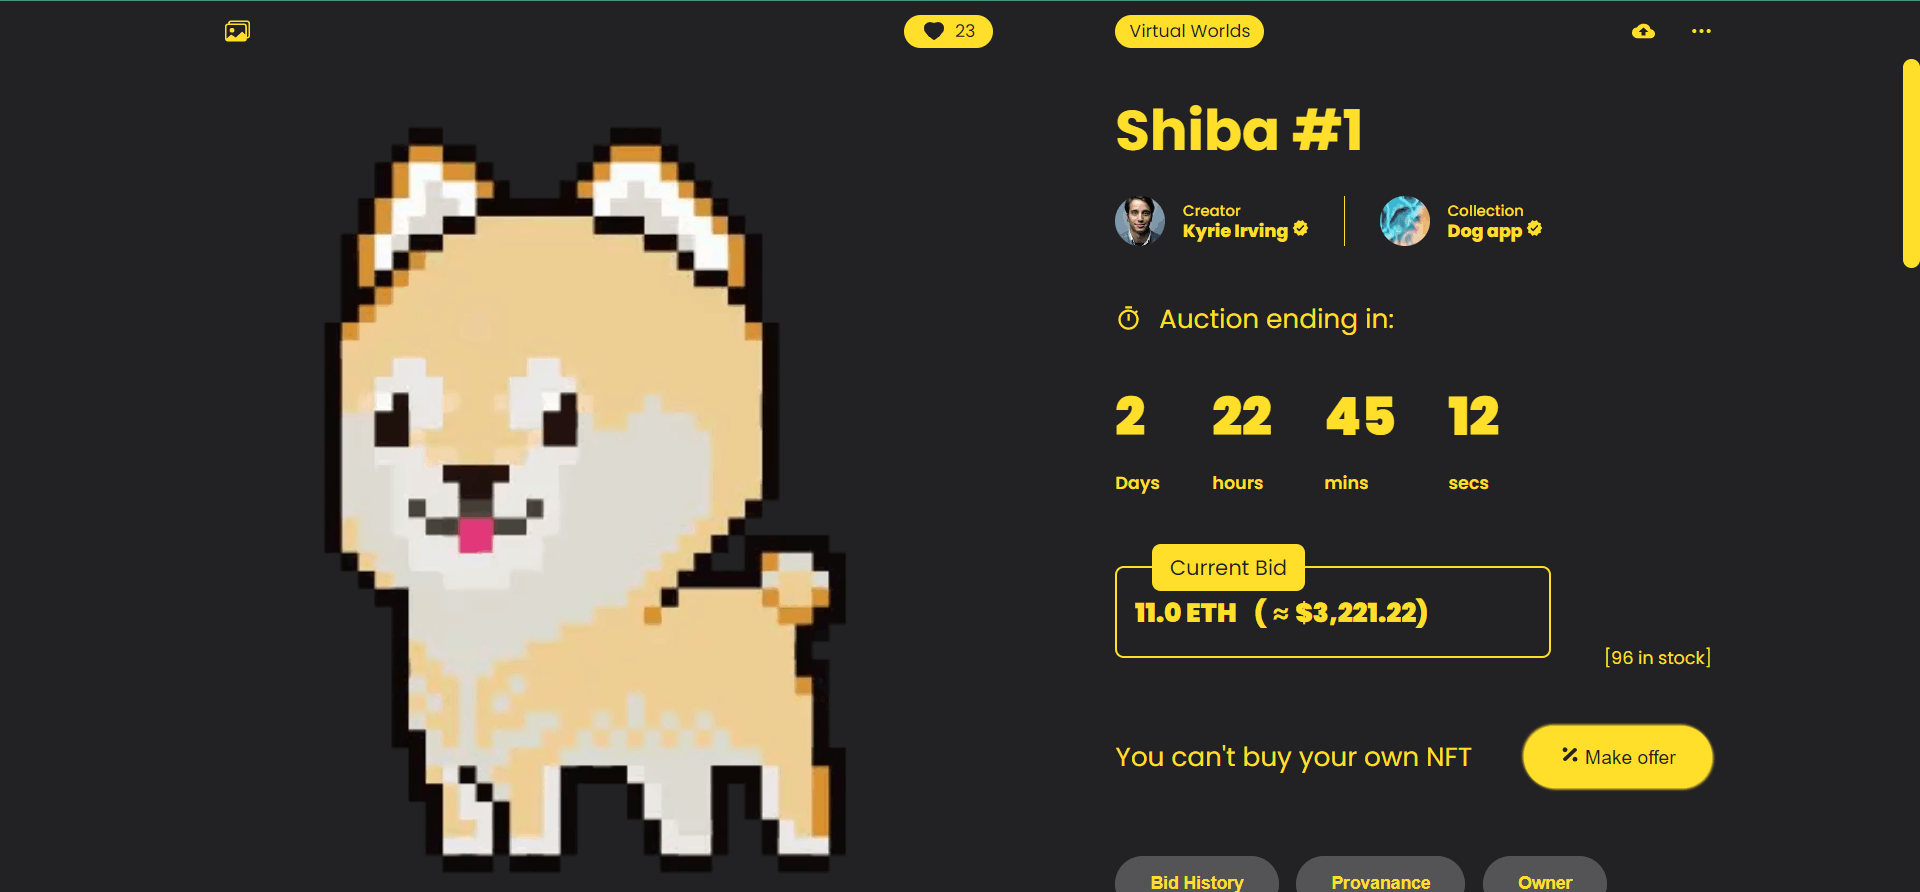 23
Virtual Worlds
Shiba #1
Creator
Kyrie Irving
Collection
Dog app
Auction ending in:
2 22 45 12
Days hours mins secs
Current Bid
11.0 ETH ( ≈ $3,221.22)
[96 in stock]
You can't buy your own NFT
Make offer
Bid History
Provanance
Owner